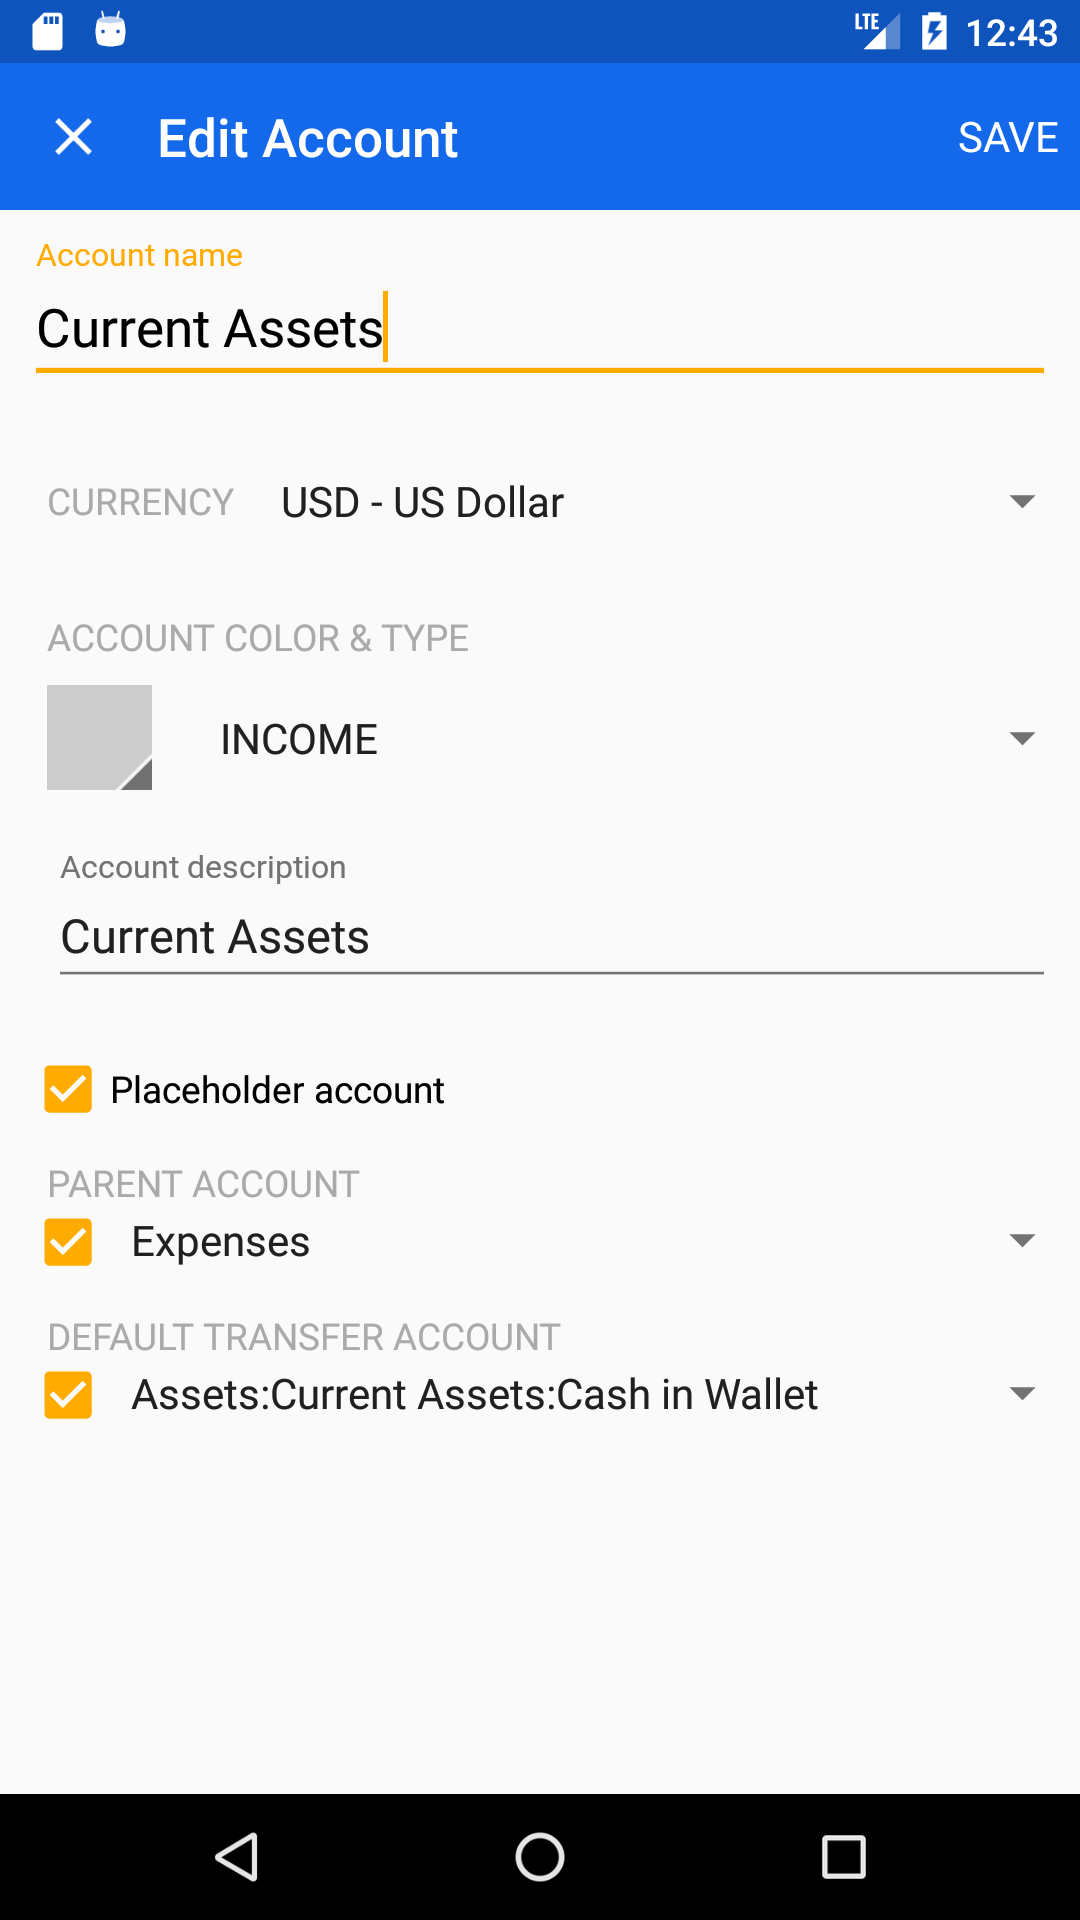 LTE 12:43
Edit Account SAVE
Account name
Current Assets
CURRENCY USD - US Dollar
ACCOUNT COLOR & TYPE
INCOME
Account description
Current Assets
Placeholder account
PARENT ACCOUNT
Expenses
DEFAULT TRANSFER ACCOUNT
Assets:Current Assets:Cash in Wallet